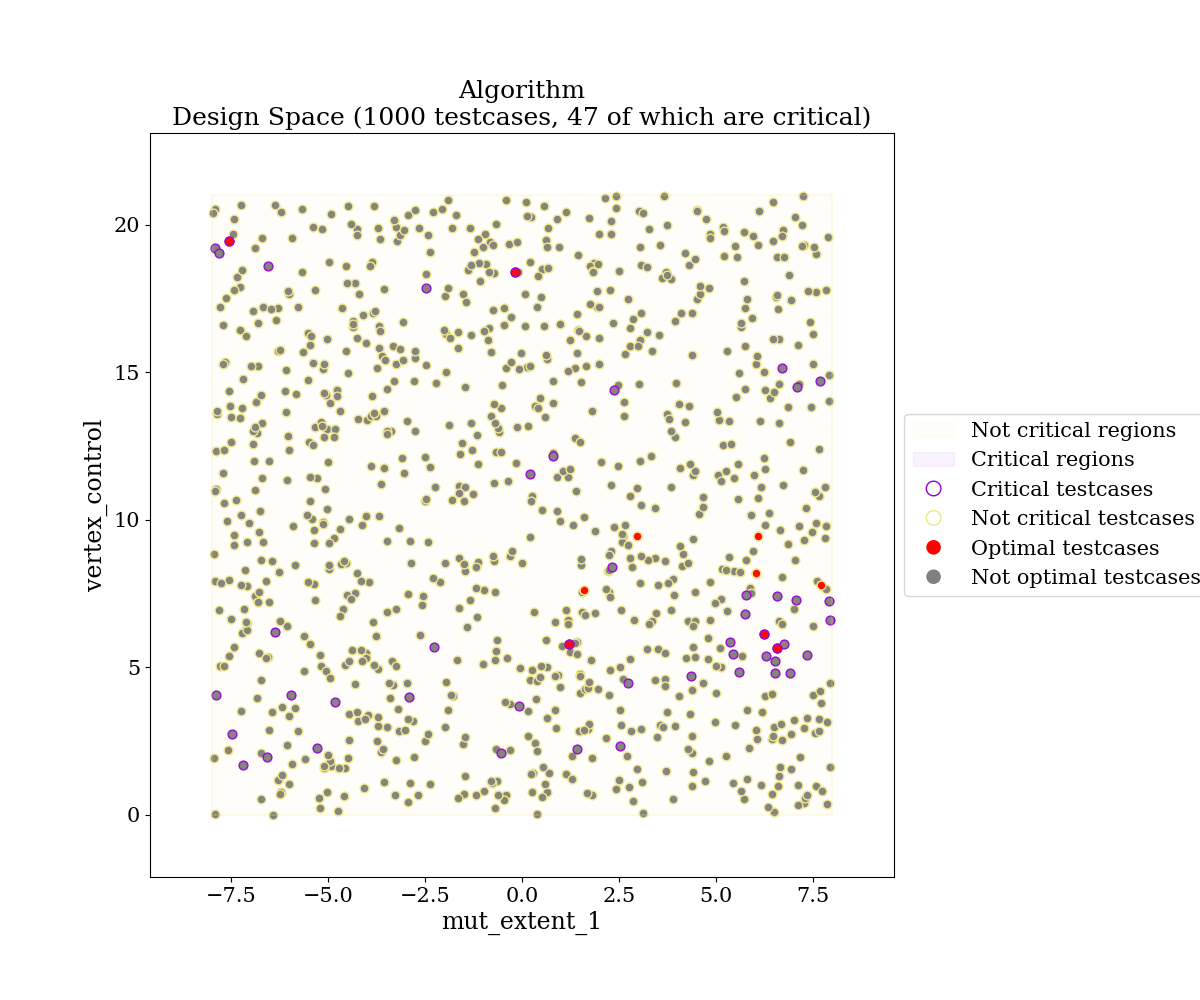 Algorithm
Design Space (1000 testcases, 47 of which are critical)
vertex_control
20
15
10
5
0
−7.5
−5.0
−2.5
0.0
2.5
5.0
7.5
mut_extent_1
Not critical regions
Critical regions
Critical testcases
Not critical testcases
Optimal testcases
Not optimal testcases